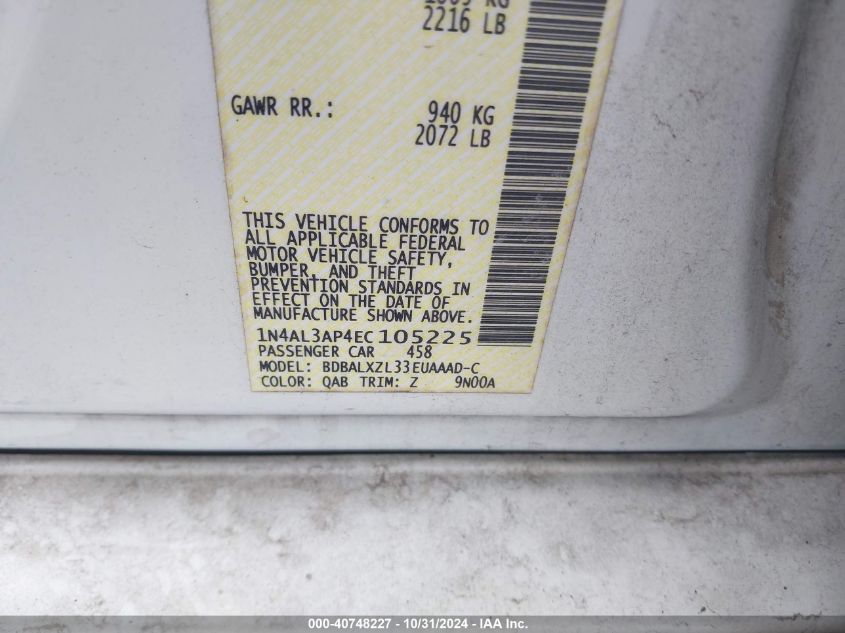 2216 LB
GAWR RR.: 940 KG
2072 LB
THIS VEHICLE CONFORMS TO
ALL APPLICABLE FEDERAL
MOTOR VEHICLE SAFETY,
BUMPER, AND THEFT
PREVENTION STANDARDS IN
EFFECT ON THE DATE OF
MANUFACTURE SHOWN ABOVE.
1N4AL3AP4EC105225
PASSENGER CAR 458
MODEL: BDBALXZL33EUAAAD-C
COLOR: QAB TRIM: Z 9N00A
000-40748227 - 10/31/2024 - IAA Inc.